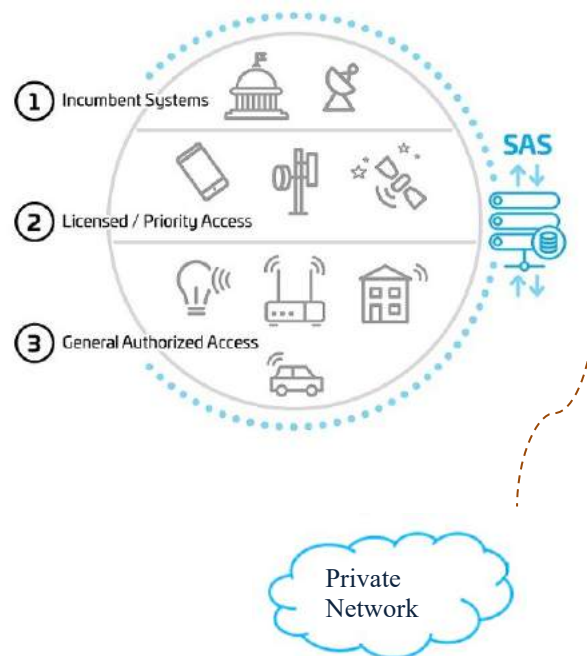 1 Incumbent Systems
SAS
2 Licensed / Priority Access
3 General Authorized Access
Private
Network